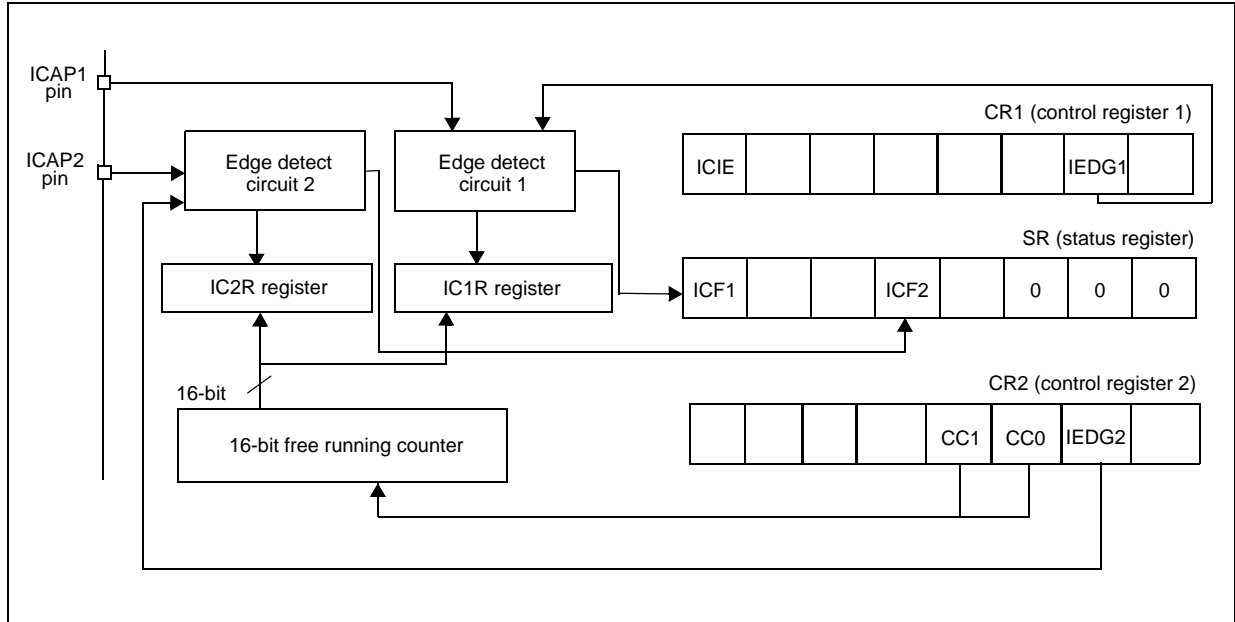 ICAP1
pin
CR1 (control register 1)
ICAP2
pin
Edge detect
circuit 2
Edge detect
circuit 1
ICIE
IEDG1
SR (status register)
IC2R register
IC1R register
ICF1
ICF2
0
0
0
16-bit
CR2 (control register 2)
16-bit free running counter
CC1
CC0
IEDG2